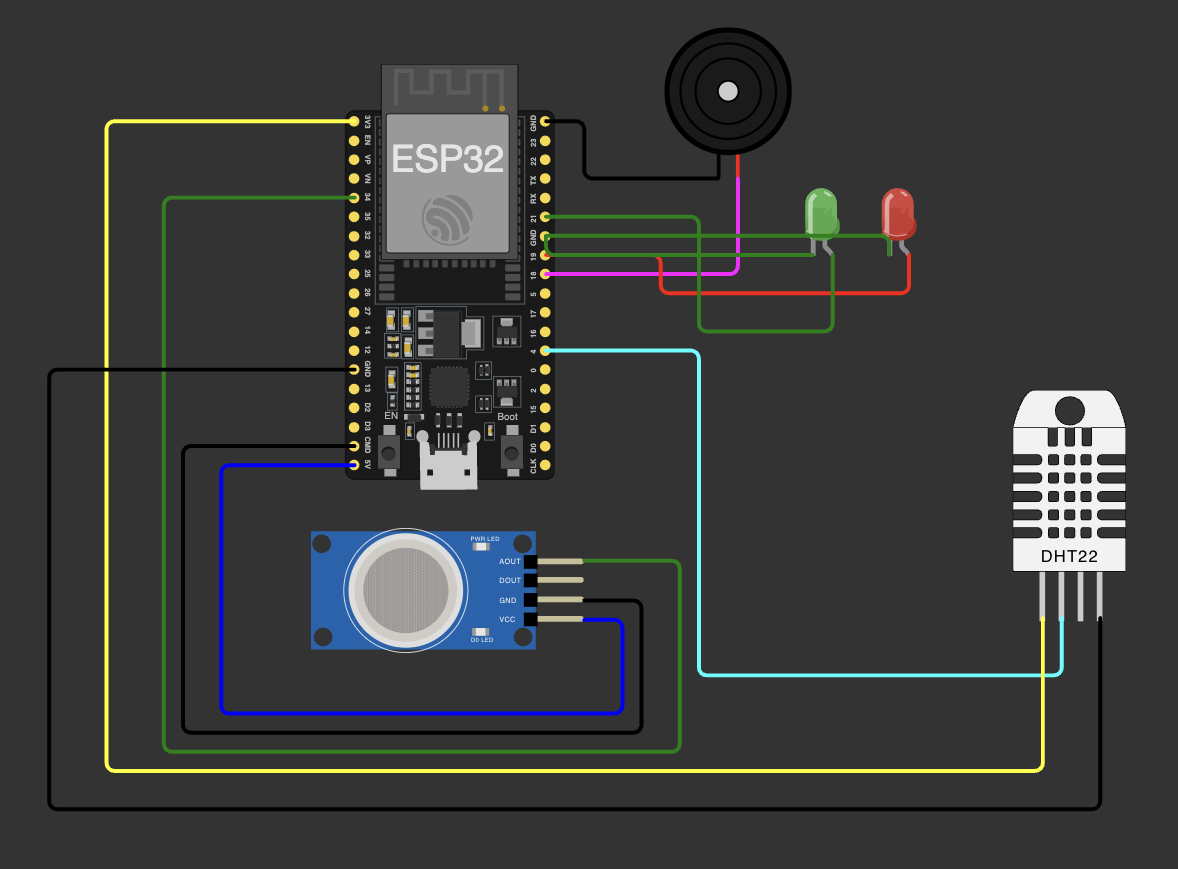 ESP32
3V3
EN
VP
VN
34
35
32
33
25
26
27
14
12
GND
13
D2
D3
CMD
5V
GND
23
22
TX
RX
21
GND
19
18
5
17
16
4
0
2
15
D1
D0
CLK
EN
Boot
PWR LED
AOUT
DOUT
GND
VCC
D0 LED
DHT22